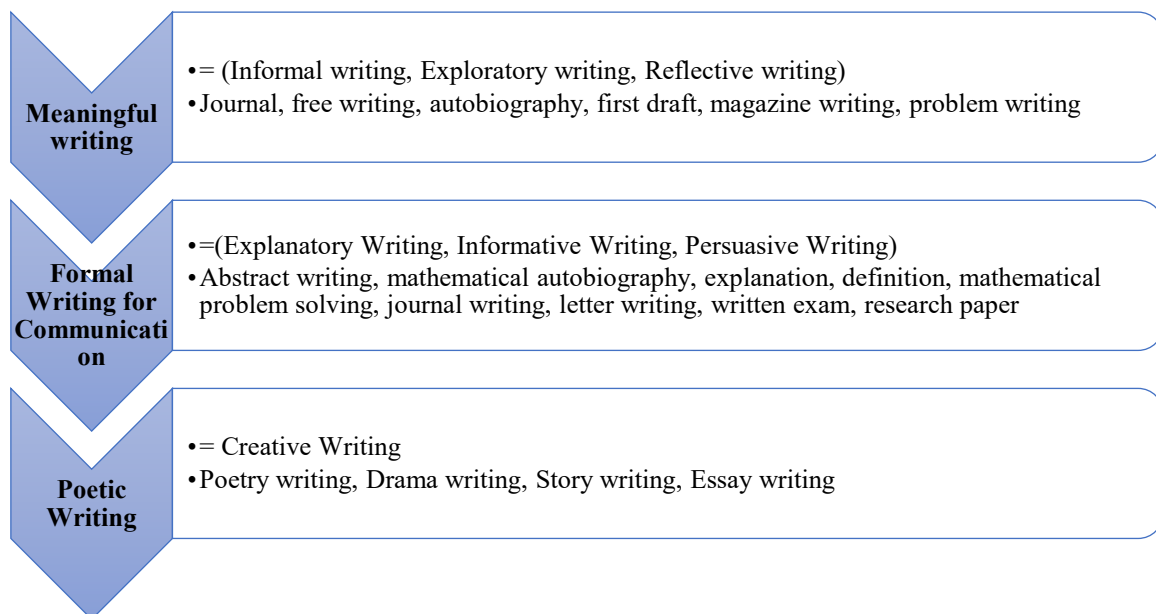 Meaningful
writing
•= (Informal writing, Exploratory writing, Reflective writing)
•Journal, free writing, autobiography, first draft, magazine writing, problem writing
Formal
Writing for
Communicati
on
•=(Explanatory Writing, Informative Writing, Persuasive Writing)
•Abstract writing, mathematical autobiography, explanation, definition, mathematical
problem solving, journal writing, letter writing, written exam, research paper
Poetic
Writing
•= Creative Writing
•Poetry writing, Drama writing, Story writing, Essay writing